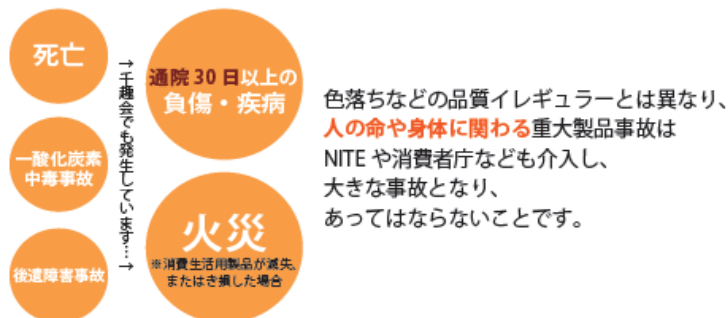 死亡
一酸化炭素
中毒事故
後遺障害事故
→千趣会でも発生しています…→
通院30日以上の
負傷・疾病
火災
※消費生活用製品が滅失、
またはき損した場合
色落ちなどの品質イレギュラーとは異なり、
人の命や身体に関わる重大製品事故は
NITEや消費者庁なども介入し、
大きな事故となり、
あってはならないことです。